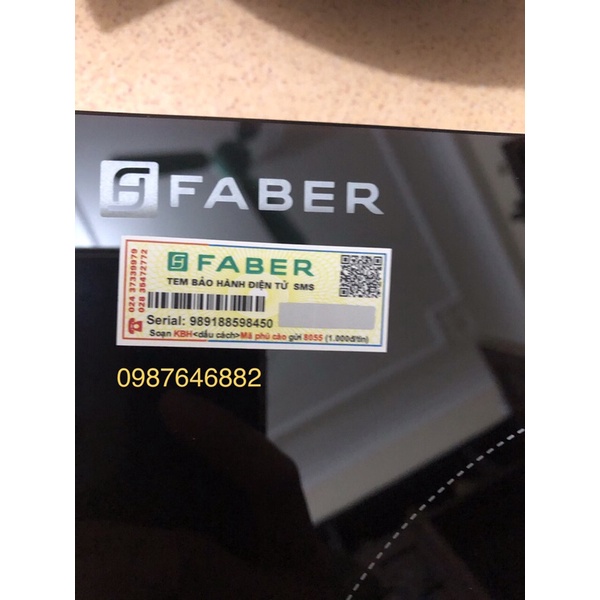 FABER
FABER
TEM BẢO HÀNH ĐIỆN TỬ SMS
024 37339979
028 35472772
Serial: 989188598450
Soạn KBH<dấu cách>Mã phủ cào gửi 8055 (1.000đ/tin)
0987646882